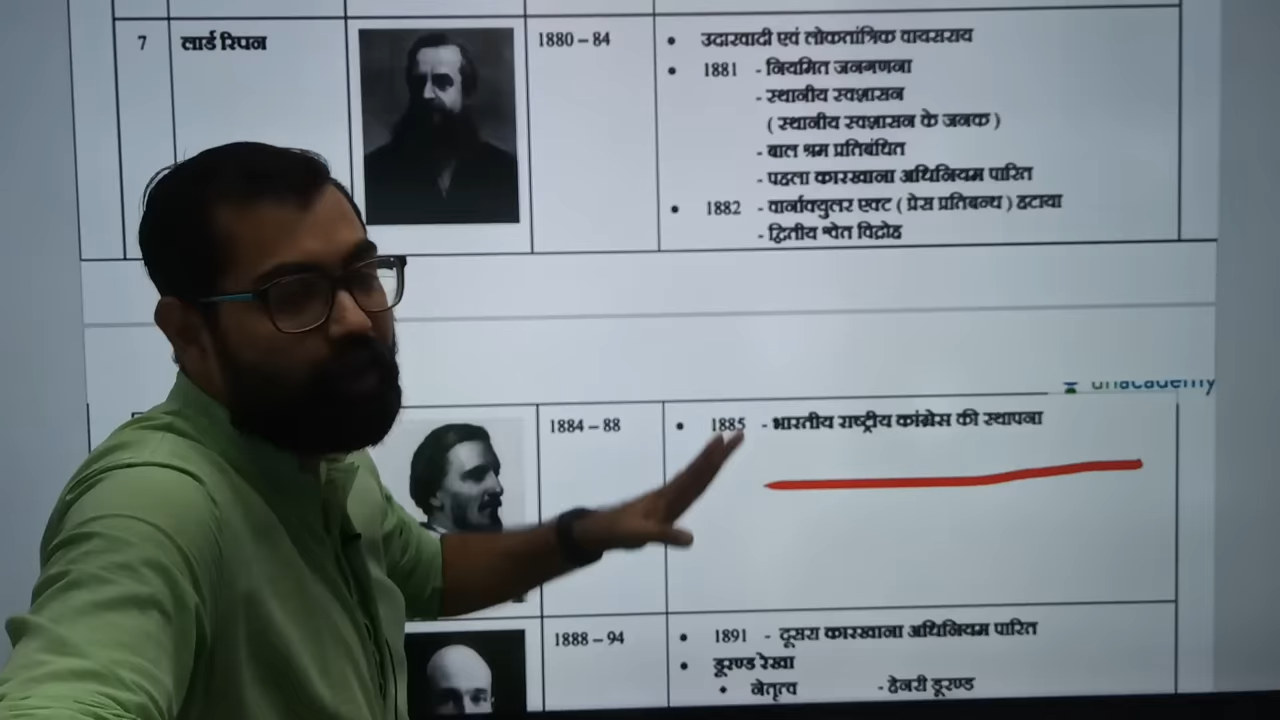 7 लार्ड रिपन 1880 – 84 • उदारवादी एवं लोकतांत्रिक वायसराय
• 1881 - नियमित जनगणना
- स्थानीय स्वशासन
( स्थानीय स्वशासन के जनक )
- बाल श्रम प्रतिबंधित
- पहला कारखाना अधिनियम पारित
• 1882 - वार्नाक्युलर एक्ट ( प्रेस प्रतिबन्ध ) हटाया
- द्वितीय श्वेत विद्रोह
unacademy
1884 – 88 • 1885 - भारतीय राष्ट्रीय कांग्रेस की स्थापना
1888 – 94 • 1891 - दूसरा कारखाना अधिनियम पारित
• डूरण्ड रेखा
• नेतृत्व - हेनरी डूरण्ड